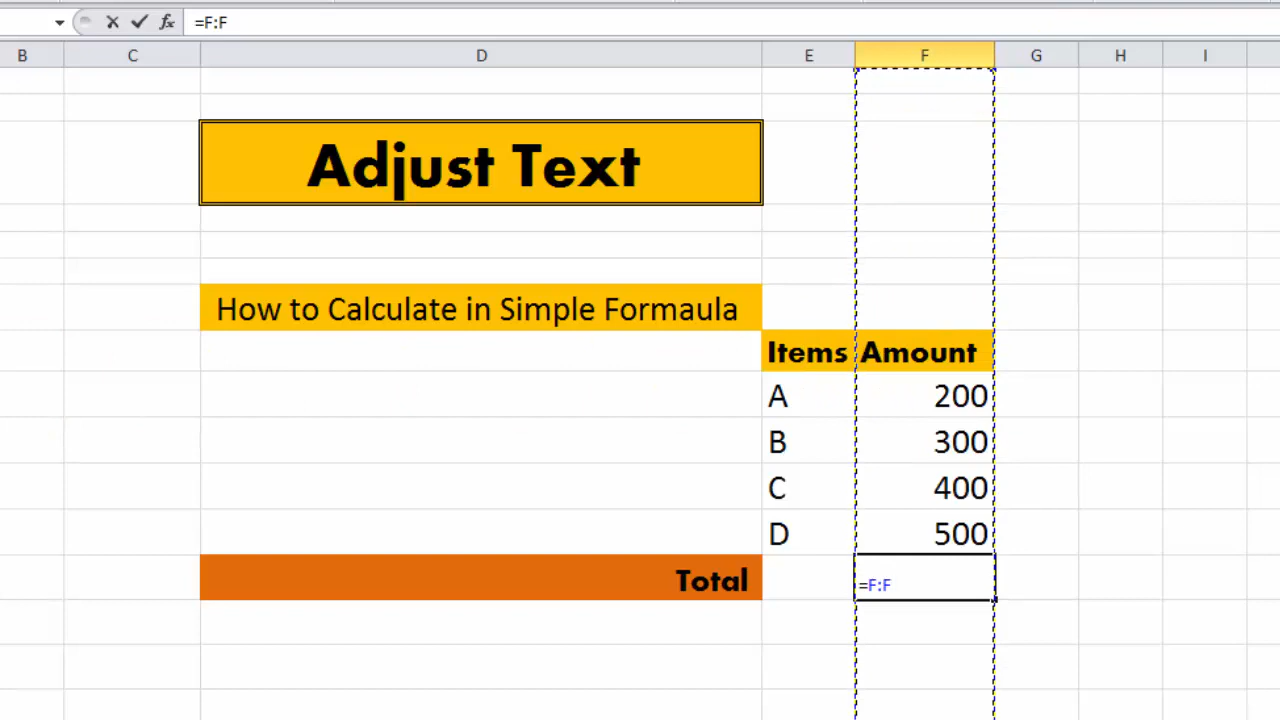 =F:F
B C D E F G H I
Adjust Text
How to Calculate in Simple Formaula
Items Amount
A 200
B 300
C 400
D 500
Total =F:F